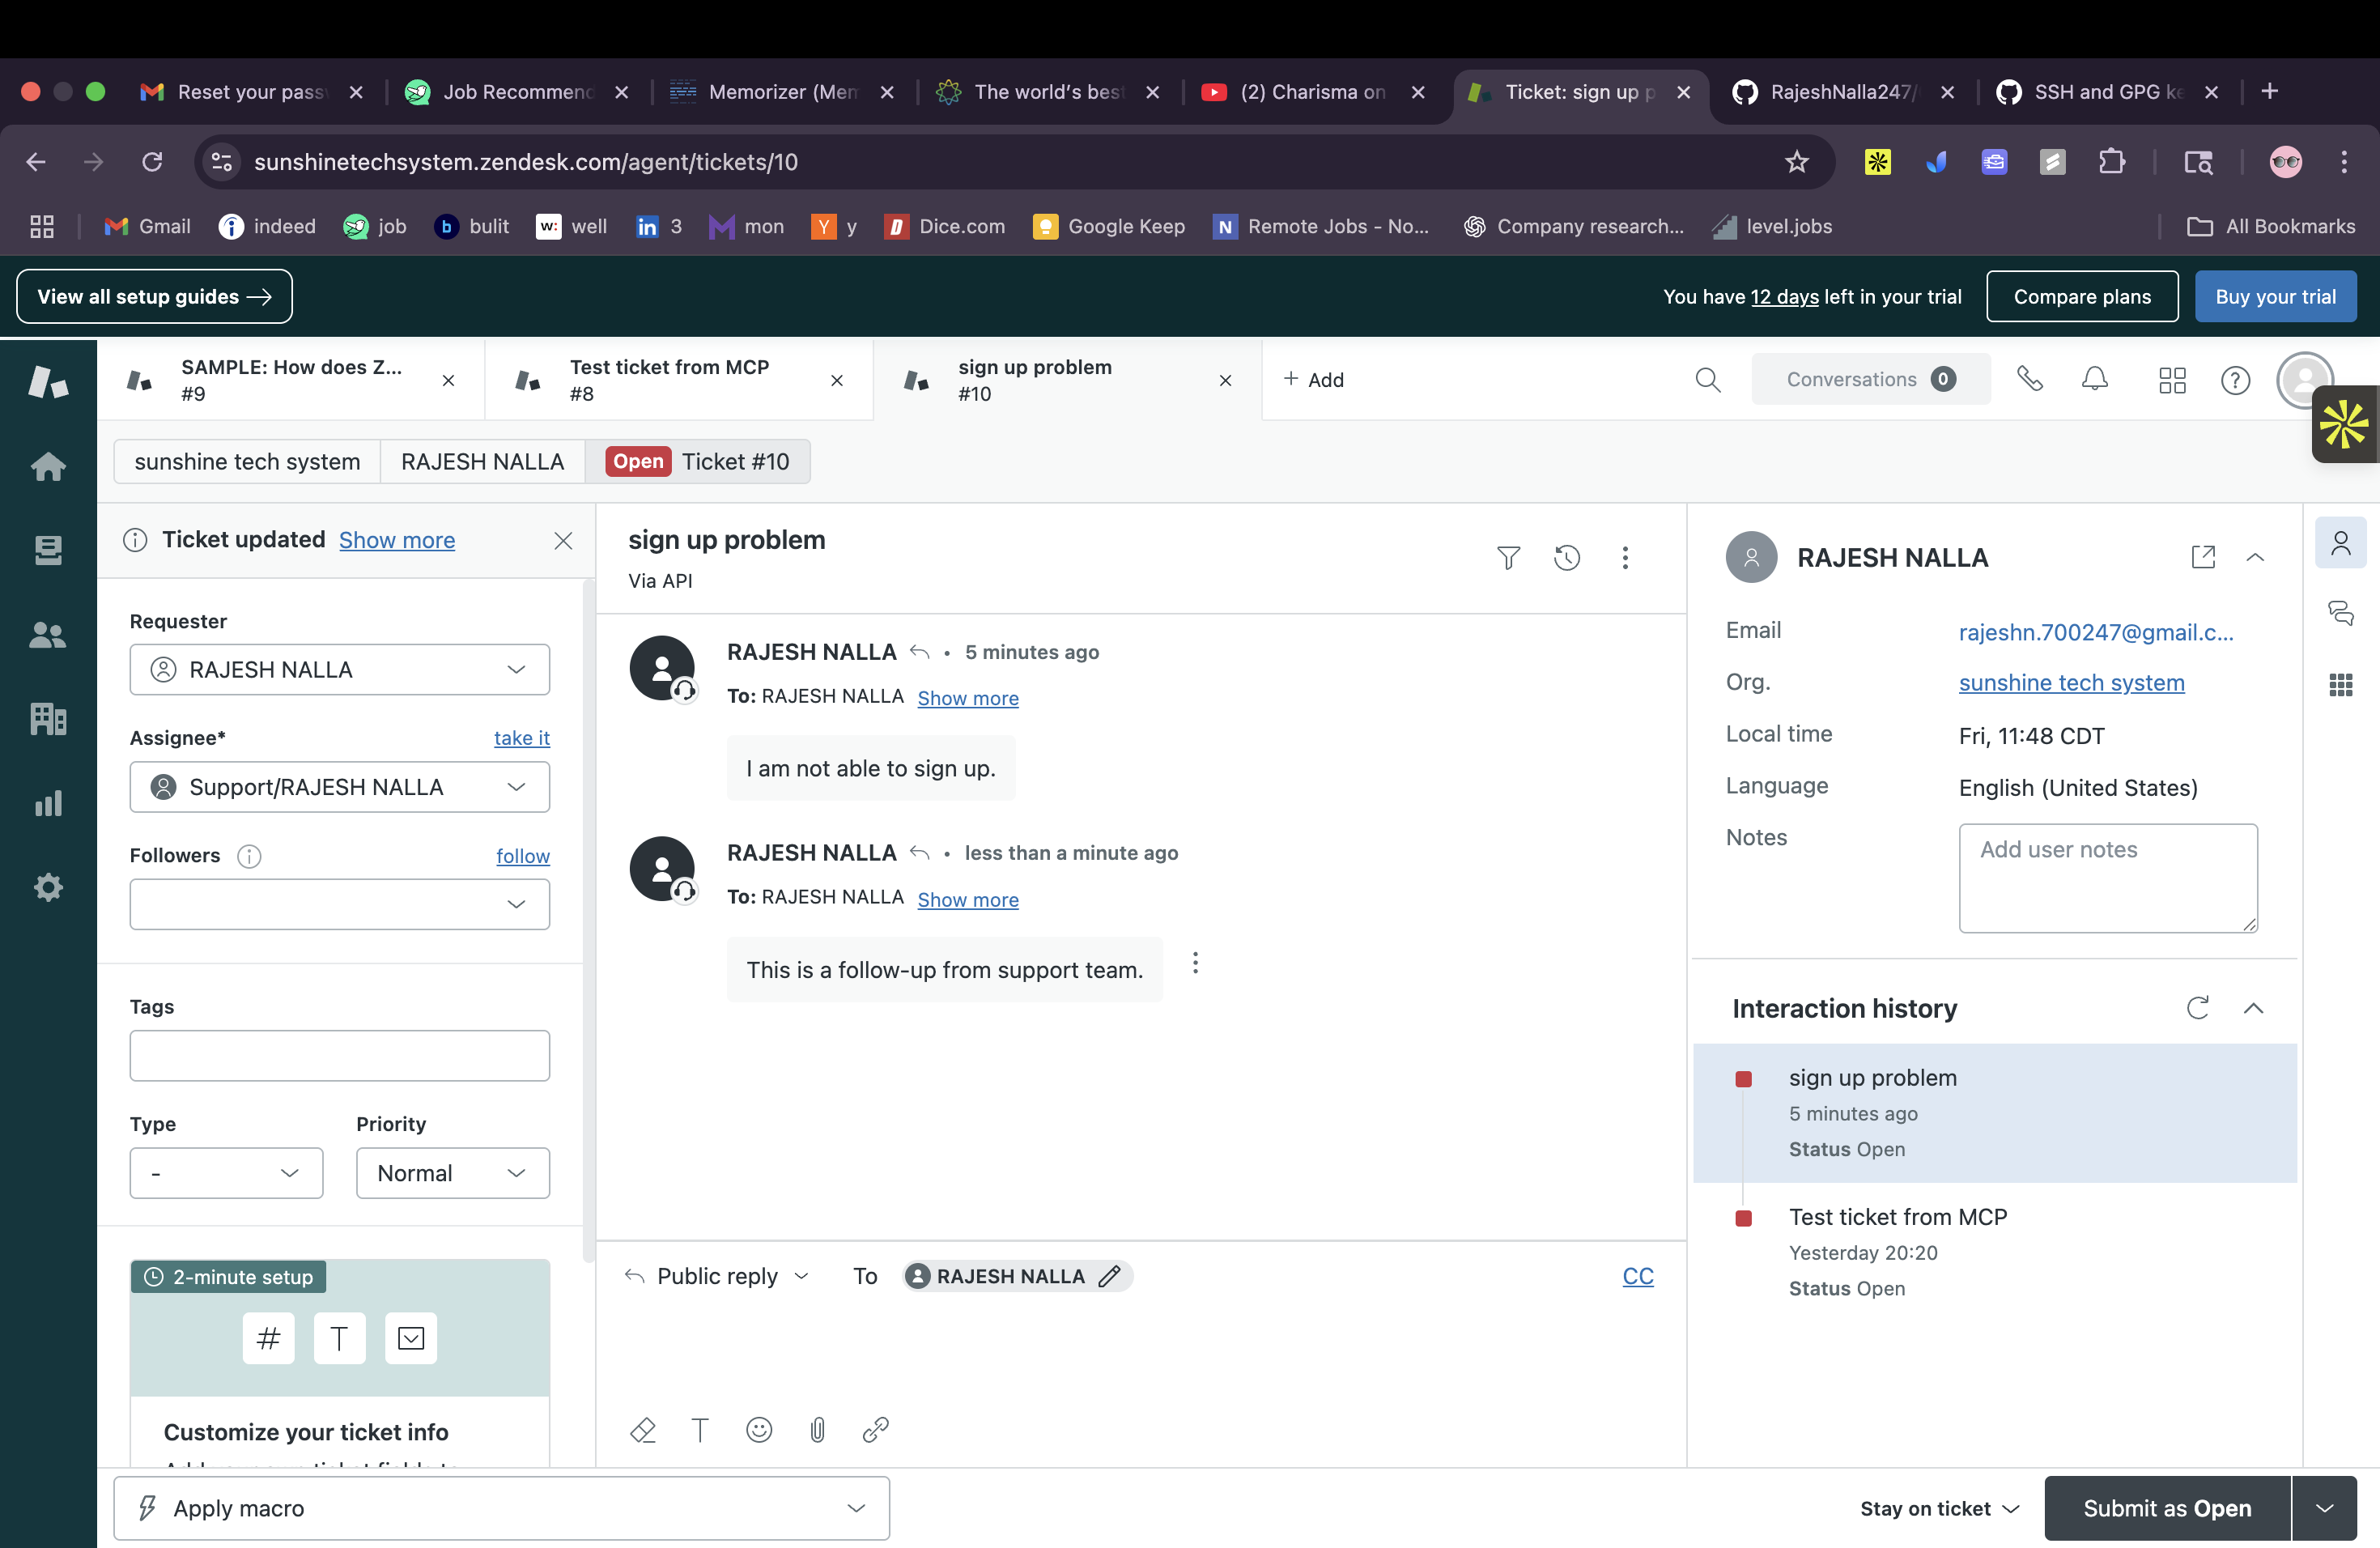 Reset your passw
Job Recommend
Memorizer (Mem
The world's best
(2) Charisma on
Ticket: sign up p
RajeshNalla247/
SSH and GPG ke
sunshinetechsystem.zendesk.com/agent/tickets/10
Gmail
indeed
job
b
bulit
w:
well
in
3
mon
Y
y
D
Dice.com
Google Keep
N
Remote Jobs - No...
Company research...
level.jobs
All Bookmarks
View all setup guides →
You have 12 days left in your trial
Compare plans
Buy your trial
SAMPLE: How does Z...
#9
Test ticket from MCP
#8
sign up problem
#10
+ Add
Conversations 0
sunshine tech system
RAJESH NALLA
Open Ticket #10
Ticket updated Show more
Requester
RAJESH NALLA
Assignee* take it
Support/RAJESH NALLA
Followers follow
Tags
Type Priority
- Normal
2-minute setup
# T
Customize your ticket info
sign up problem
Via API
RAJESH NALLA • 5 minutes ago
To: RAJESH NALLA Show more
I am not able to sign up.
RAJESH NALLA • less than a minute ago
To: RAJESH NALLA Show more
This is a follow-up from support team.
Public reply To RAJESH NALLA CC
T
RAJESH NALLA
Email rajeshn.700247@gmail.c...
Org. sunshine tech system
Local time Fri, 11:48 CDT
Language English (United States)
Notes Add user notes
Interaction history
sign up problem
5 minutes ago
Status Open
Test ticket from MCP
Yesterday 20:20
Status Open
Apply macro
Stay on ticket
Submit as Open